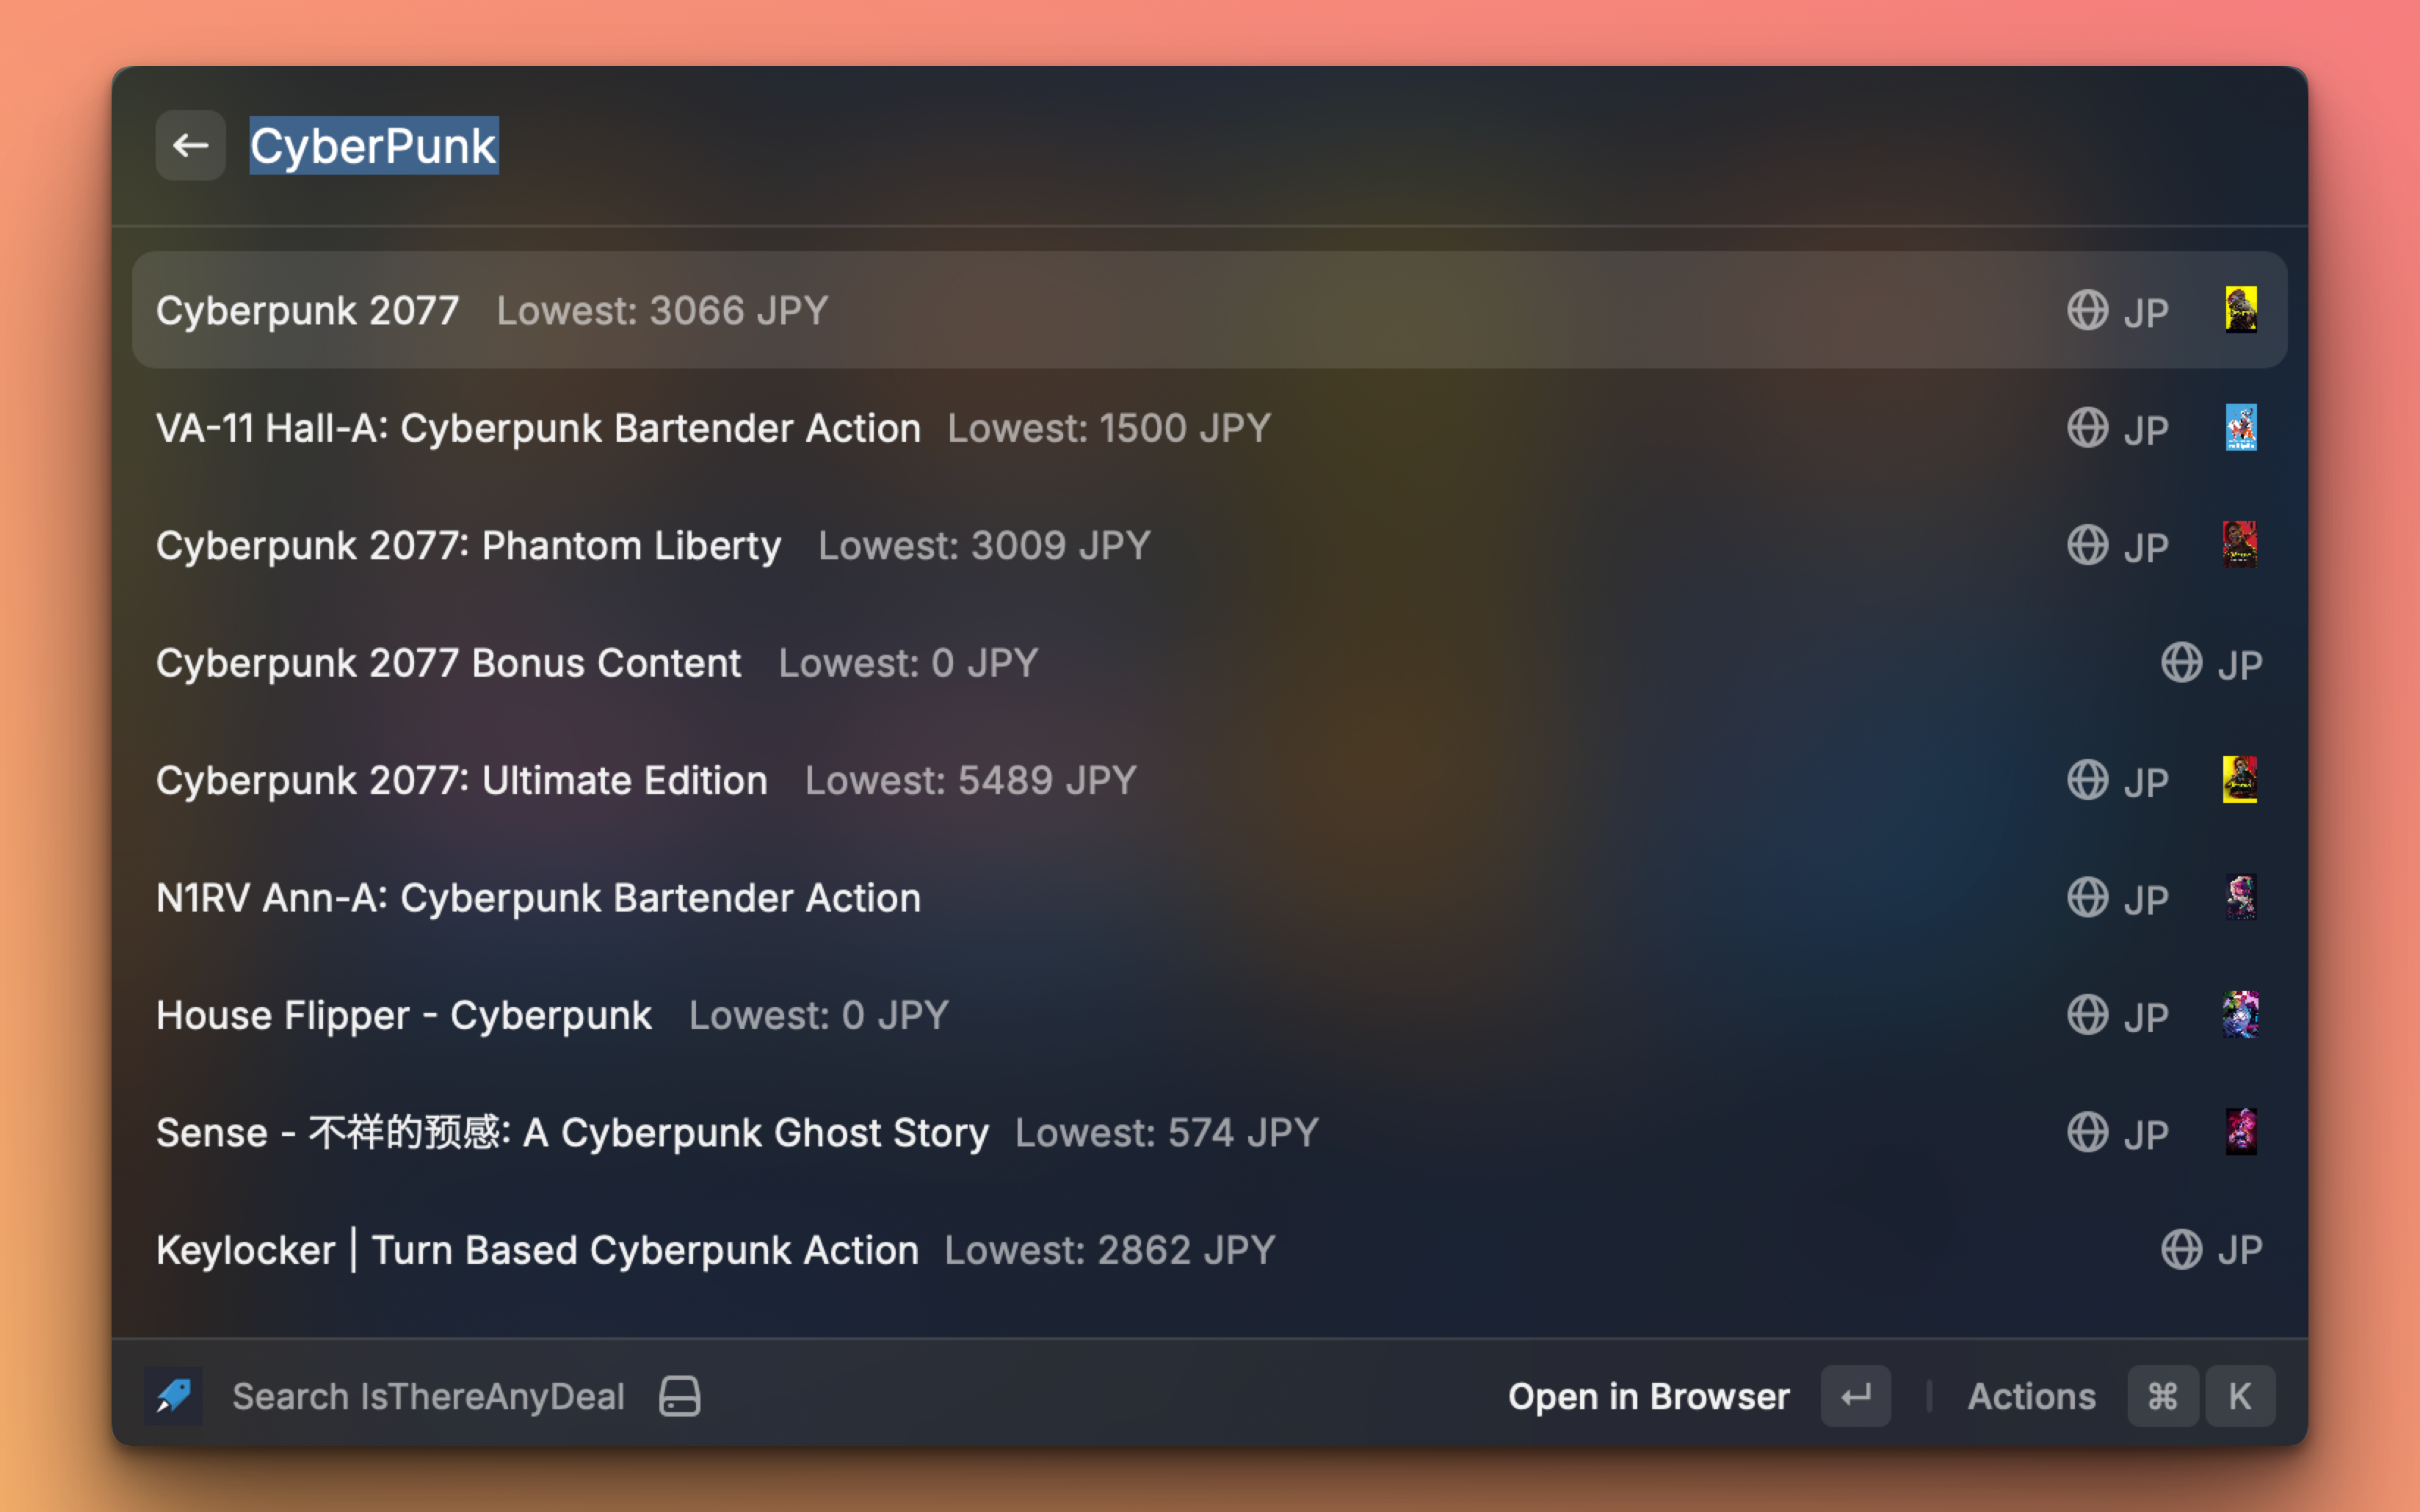 CyberPunk
Cyberpunk 2077 Lowest: 3066 JPY JP
VA-11 Hall-A: Cyberpunk Bartender Action Lowest: 1500 JPY JP
Cyberpunk 2077: Phantom Liberty Lowest: 3009 JPY JP
Cyberpunk 2077 Bonus Content Lowest: 0 JPY JP
Cyberpunk 2077: Ultimate Edition Lowest: 5489 JPY JP
N1RV Ann-A: Cyberpunk Bartender Action JP
House Flipper - Cyberpunk Lowest: 0 JPY JP
Sense - 不祥的预感: A Cyberpunk Ghost Story Lowest: 574 JPY JP
Keylocker | Turn Based Cyberpunk Action Lowest: 2862 JPY JP
Search IsThereAnyDeal Open in Browser ↵ Actions ⌘ K